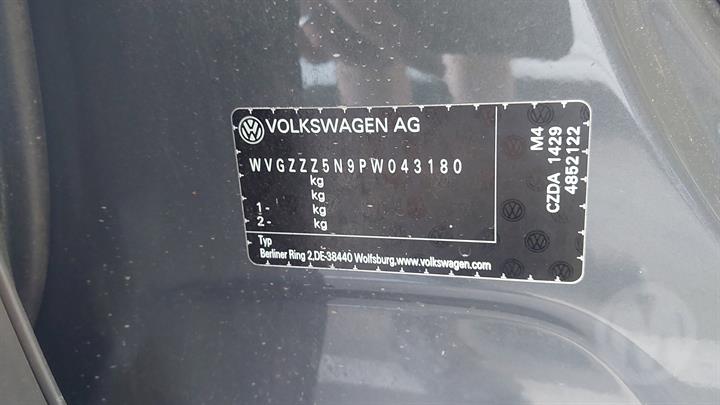 VOLKSWAGEN AG
WVGZZZ5N9PW043180
kg
kg
1- kg
2- kg
Typ
Berliner Ring 2,DE-38440 Wolfsburg,www.volkswagen.com
M4
CZDA 1429
4852122